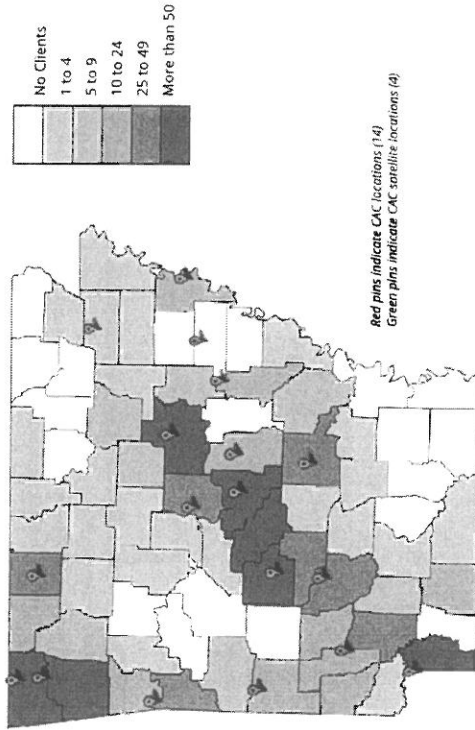 No Clients
1 to 4
5 to 9
10 to 24
25 to 49
More than 50
Red pins indicate CAC locations (14)
Green pins indicate CAC satellite locations (4)